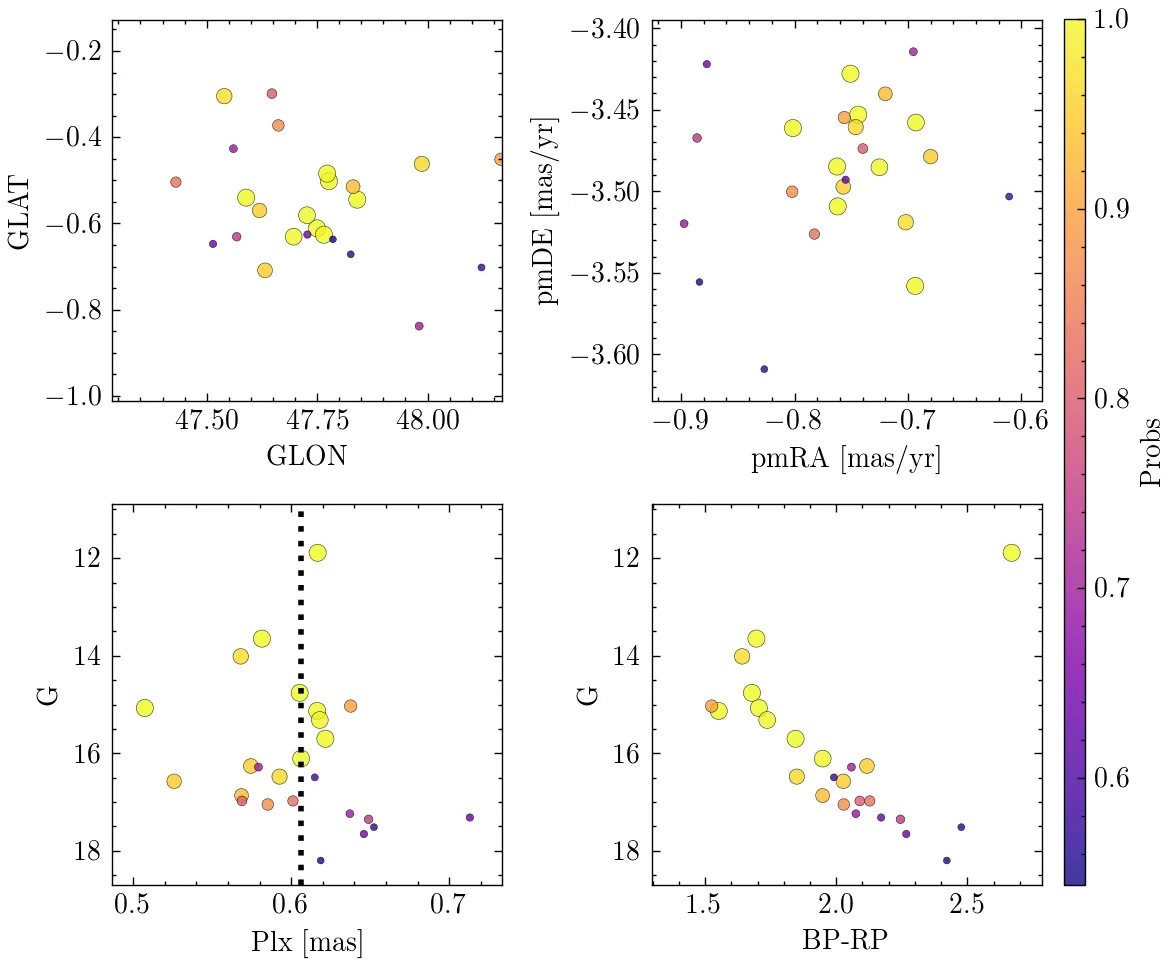 −0.2
−0.4
−0.6
−0.8
−1.0
GLAT
47.50 47.75 48.00
GLON
−3.40
−3.45
−3.50
−3.55
−3.60
pmDE [mas/yr]
−0.9 −0.8 −0.7 −0.6
pmRA [mas/yr]
12
14
16
18
G
0.5 0.6 0.7
Plx [mas]
12
14
16
18
G
1.5 2.0 2.5
BP-RP
1.0
0.9
0.8
0.7
0.6
Probs